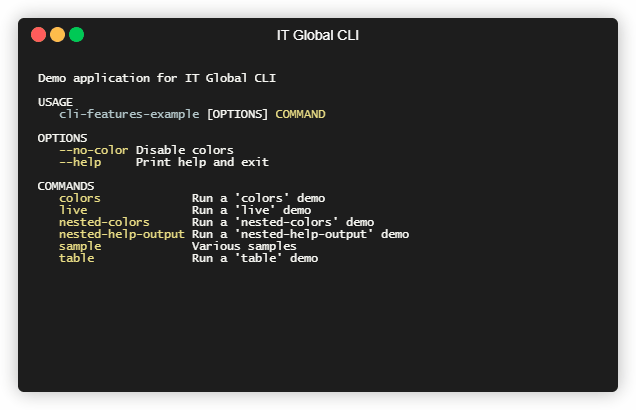 IT Global CLI
Demo application for IT Global CLI
USAGE
cli-features-example [OPTIONS] COMMAND
OPTIONS
--no-color Disable colors
--help Print help and exit
COMMANDS
colors Run a 'colors' demo
live Run a 'live' demo
nested-colors Run a 'nested-colors' demo
nested-help-output Run a 'nested-help-output' demo
sample Various samples
table Run a 'table' demo